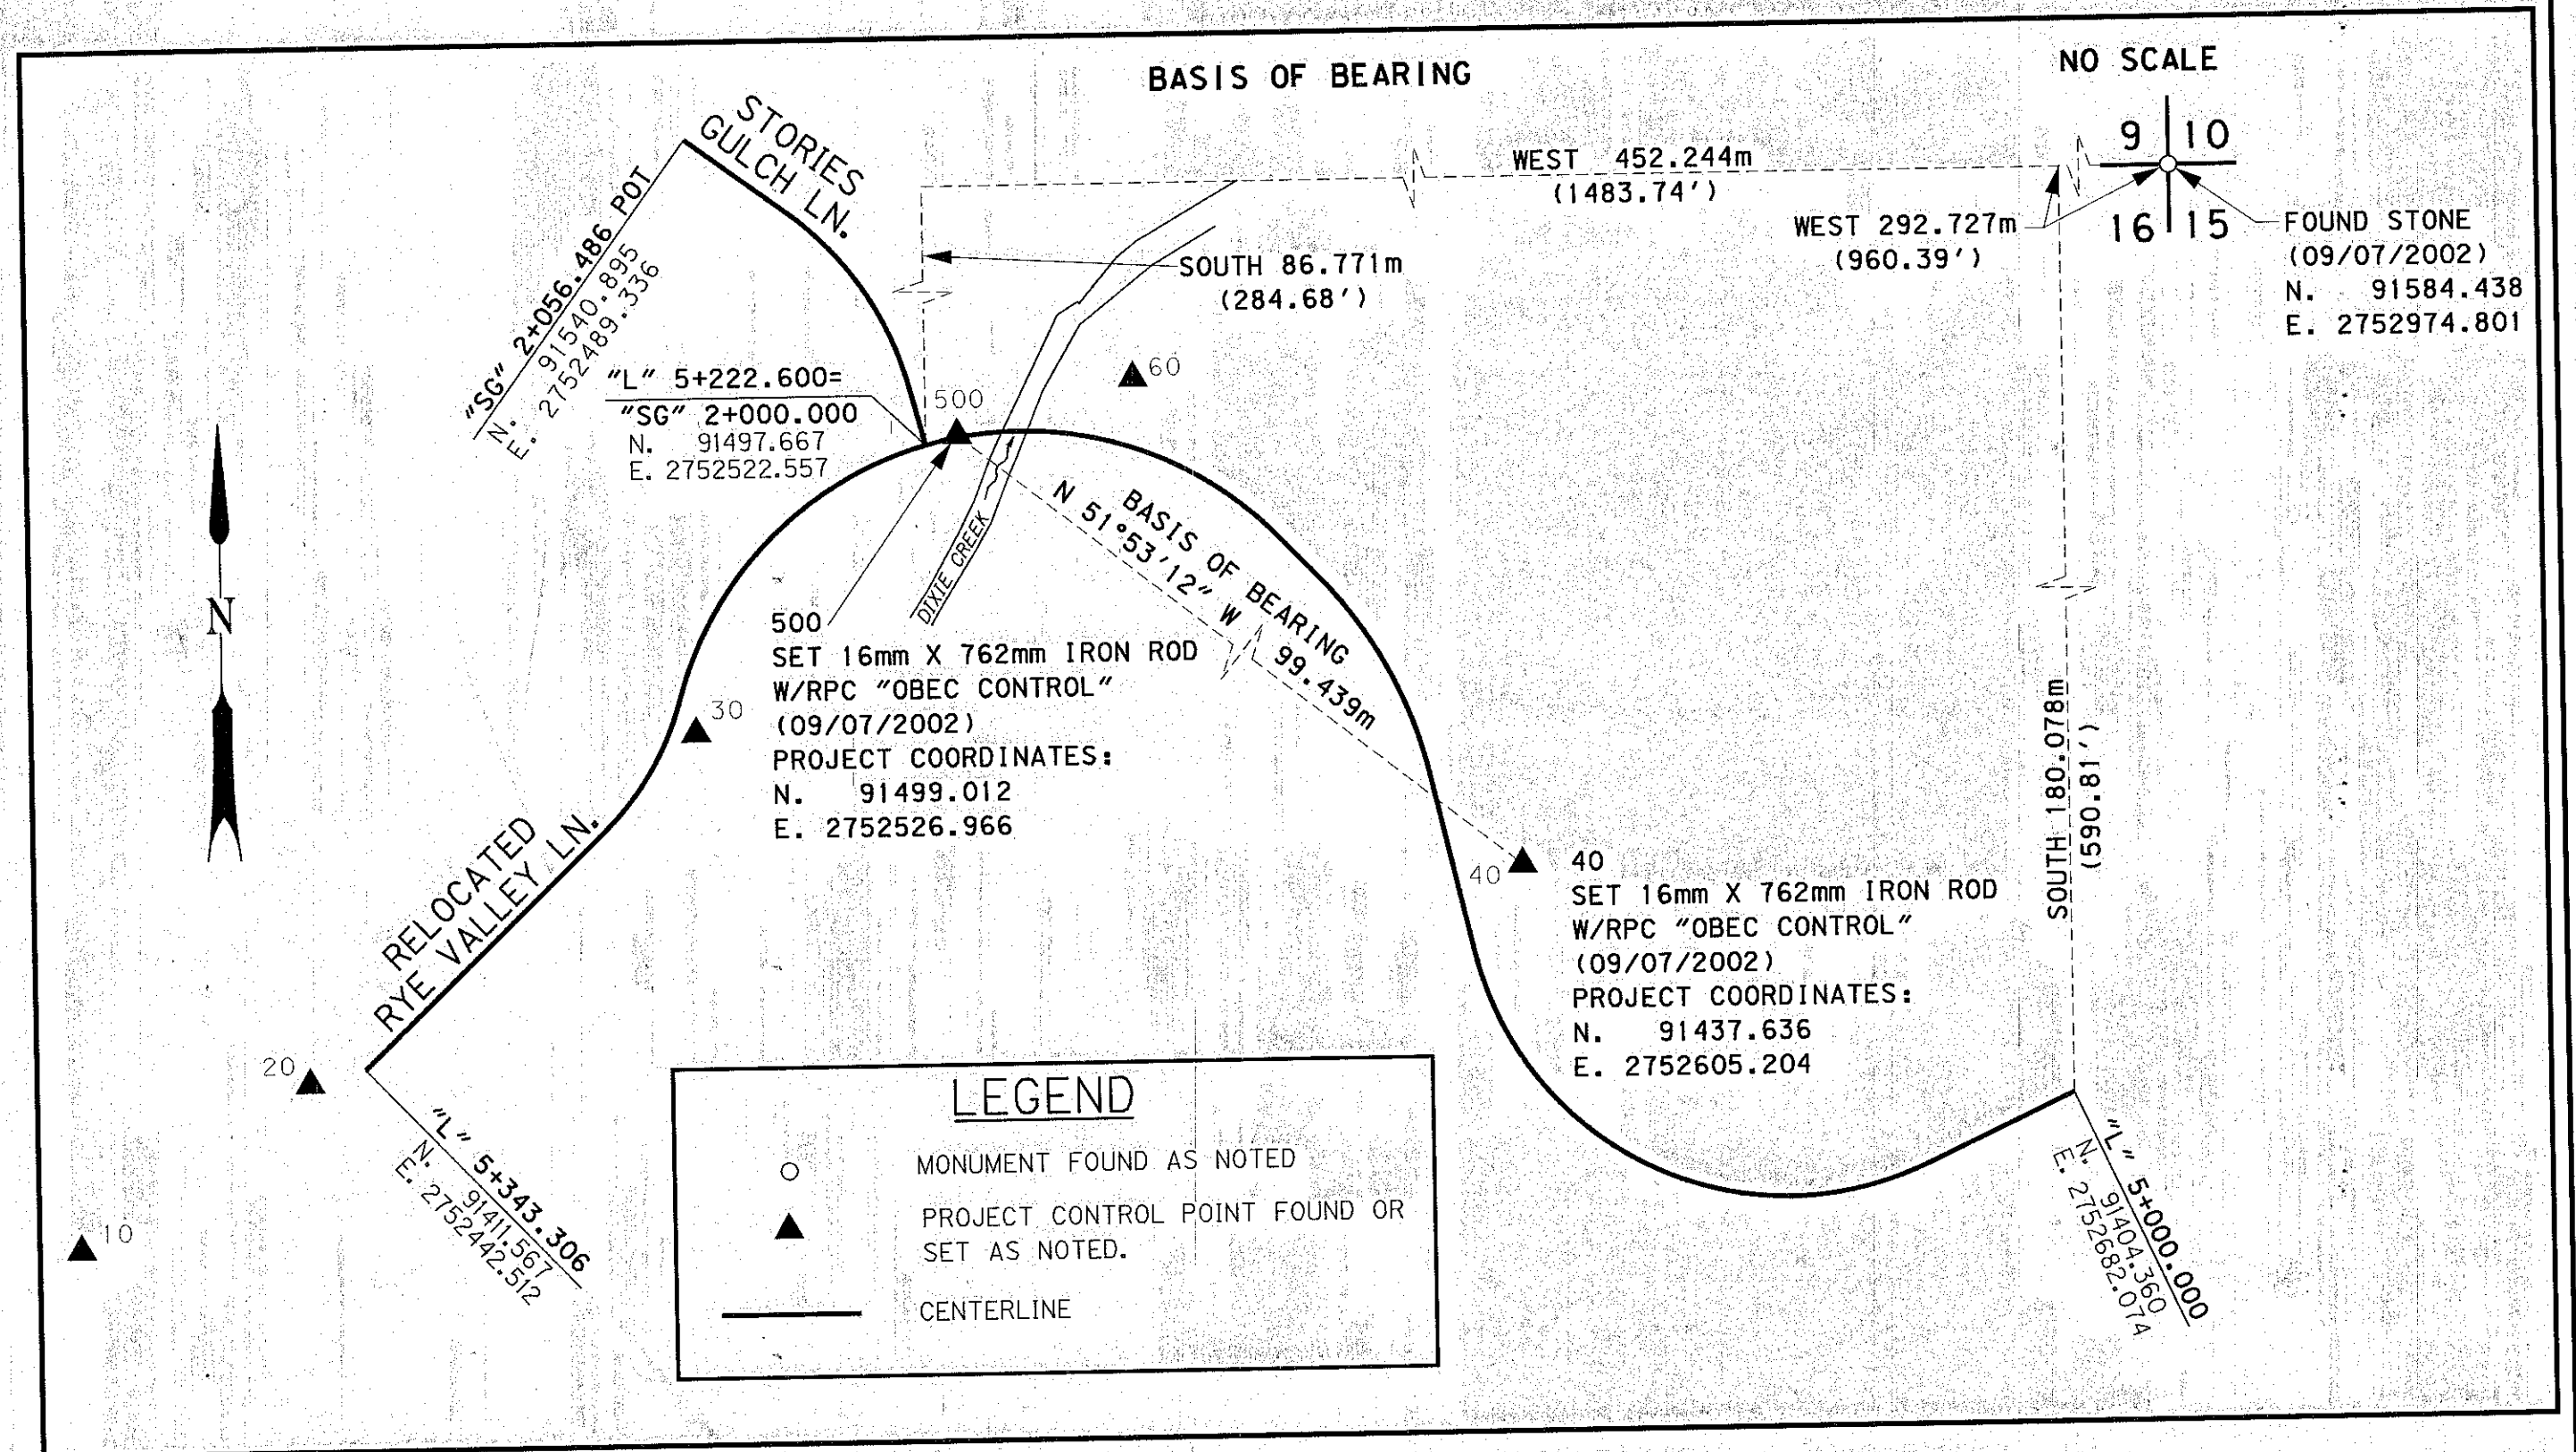 BASIS OF BEARING
NO SCALE
9 10
16 15
STORIES
GULCH LN.
WEST 452.244m
(1483.74')
WEST 292.727m
(960.39')
FOUND STONE
(09/07/2002)
N. 91584.438
E. 2752974.801
SOUTH 86.771m
(284.68')
"SG" 2+056.486 POT
N. 91540.895
E. 2752489.336
"L" 5+222.600=
"SG" 2+000.000
N. 91497.667
E. 2752522.557
500
60
BASIS OF BEARING
N 51°53'12" W 99.439m
DIXIE CREEK
N
500
SET 16mm X 762mm IRON ROD
W/RPC "OBEC CONTROL"
(09/07/2002)
PROJECT COORDINATES:
N. 91499.012
E. 2752526.966
30
SOUTH 180.078m
(590.81')
RELOCATED
RYE VALLEY LN.
40
40
SET 16mm X 762mm IRON ROD
W/RPC "OBEC CONTROL"
(09/07/2002)
PROJECT COORDINATES:
N. 91437.636
E. 2752605.204
20
"L" 5+343.306
N. 91411.567
E. 2752442.512
10
"L" 5+000.000
N. 91404.360
E. 2752682.074
LEGEND
MONUMENT FOUND AS NOTED
PROJECT CONTROL POINT FOUND OR
SET AS NOTED.
CENTERLINE